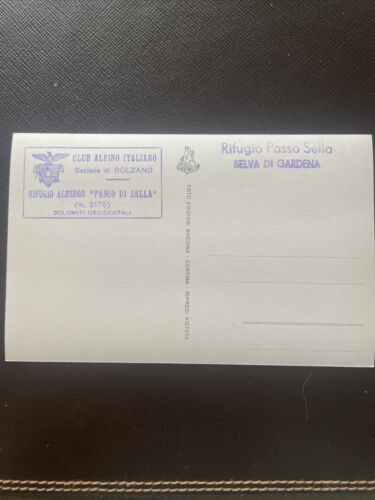 CLUB ALPINO ITALIANO
Sezione di BOLZANO
RIFUGIO ALBERGO "PASSO DI SELLA"
(m. 2176)
DOLOMITI OCCIDENTALI
FOTO EDIZIONI GHEDINA - CORTINA - RIPROD. VIETATA
Rifugio Passo Sella
SELVA DI GARDENA